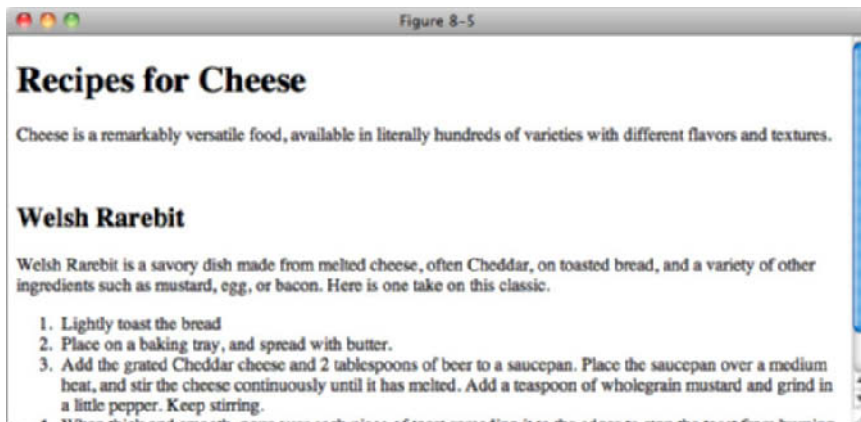 Figure 8-5
Recipes for Cheese
Cheese is a remarkably versatile food, available in literally hundreds of varieties with different flavors and textures.
Welsh Rarebit
Welsh Rarebit is a savory dish made from melted cheese, often Cheddar, on toasted bread, and a variety of other
ingredients such as mustard, egg, or bacon. Here is one take on this classic.
1. Lightly toast the bread
2. Place on a baking tray, and spread with butter.
3. Add the grated Cheddar cheese and 2 tablespoons of beer to a saucepan. Place the saucepan over a medium
heat, and stir the cheese continuously until it has melted. Add a teaspoon of wholegrain mustard and grind in
a little pepper. Keep stirring.